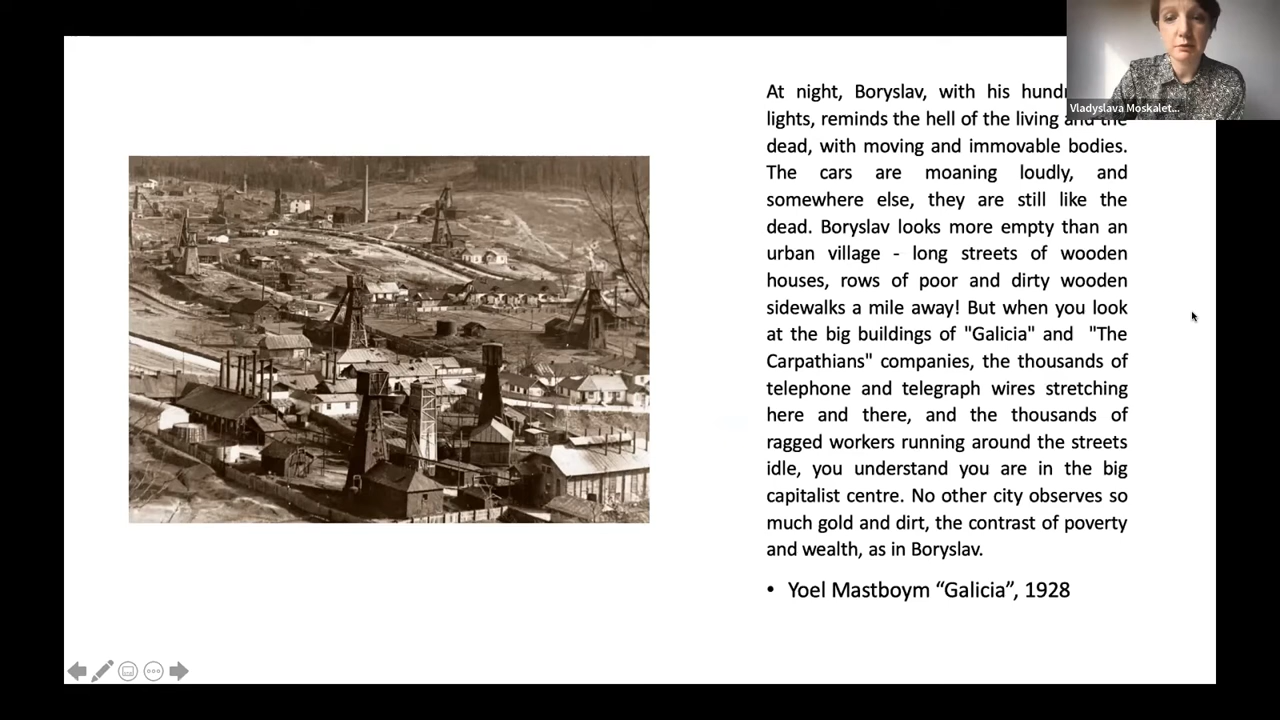 At night, Boryslav, with his
lights, reminds the hell of the living and the
dead, with moving and immovable bodies.
The cars are moaning loudly, and
somewhere else, they are still like the
dead. Boryslav looks more empty than an
urban village - long streets of wooden
houses, rows of poor and dirty wooden
sidewalks a mile away! But when you look
at the big buildings of "Galicia" and "The
Carpathians" companies, the thousands of
telephone and telegraph wires stretching
here and there, and the thousands of
ragged workers running around the streets
idle, you understand you are in the big
capitalist centre. No other city observes so
much gold and dirt, the contrast of poverty
and wealth, as in Boryslav.
• Yoel Mastboym “Galicia”, 1928
Vladyslava Moskalet...